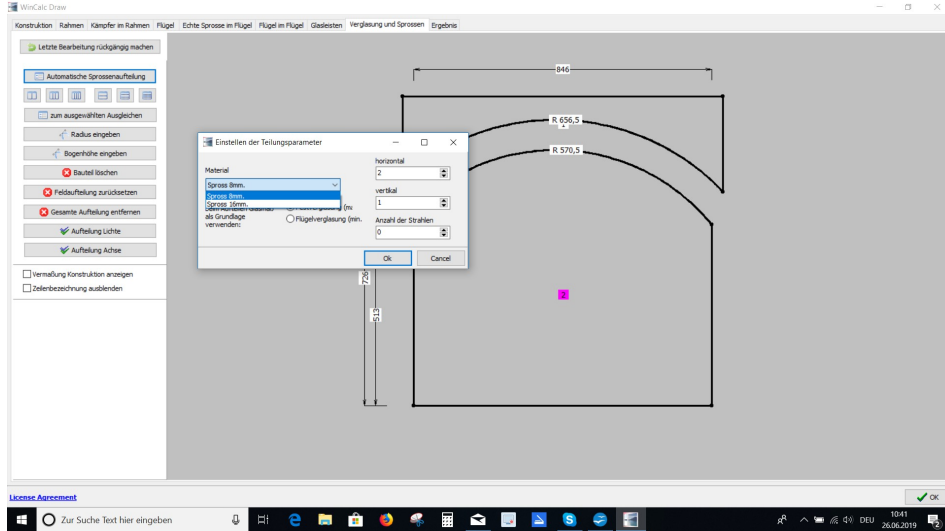 WinCalc Draw
Konstruktion Rahmen Kämpfer im Rahmen Flügel Echte Sprosse im Flügel Flügel im Flügel Glasleisten Verglasung und Sprossen Ergebnis
Letzte Bearbeitung rückgängig machen
Automatische Sprossenaufteilung
zum ausgewählten Ausgleichen
Radius eingeben
Bogenhöhe eingeben
Bauteil löschen
Feldaufteilung zurücksetzen
Gesamte Aufteilung entfernen
Aufteilung Lichte
Aufteilung Achse
Vermaßung Konstruktion anzeigen
Zeilenbezeichnung ausblenden
846
R 656,5
R 570,5
Einstellen der Teilungsparameter
Material
Spross 8mm.
Spross 8mm.
Spross 16mm.
als Grundlage
verwenden:
Flügelverglasung (min.
horizontal
2
vertikal
1
Anzahl der Strahlen
0
Ok Cancel
726
513
2
License Agreement
OK
Zur Suche Text hier eingeben
DEU
10:41
26.06.2019